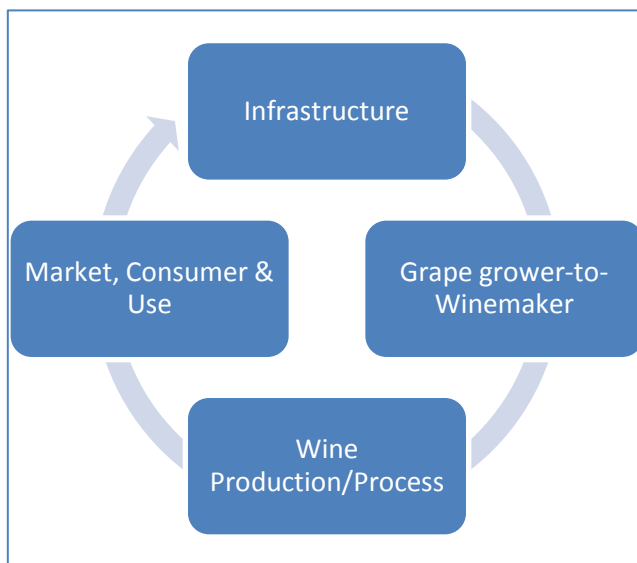 Infrastructure
Market, Consumer &
Use
Grape grower-to-
Winemaker
Wine
Production/Process